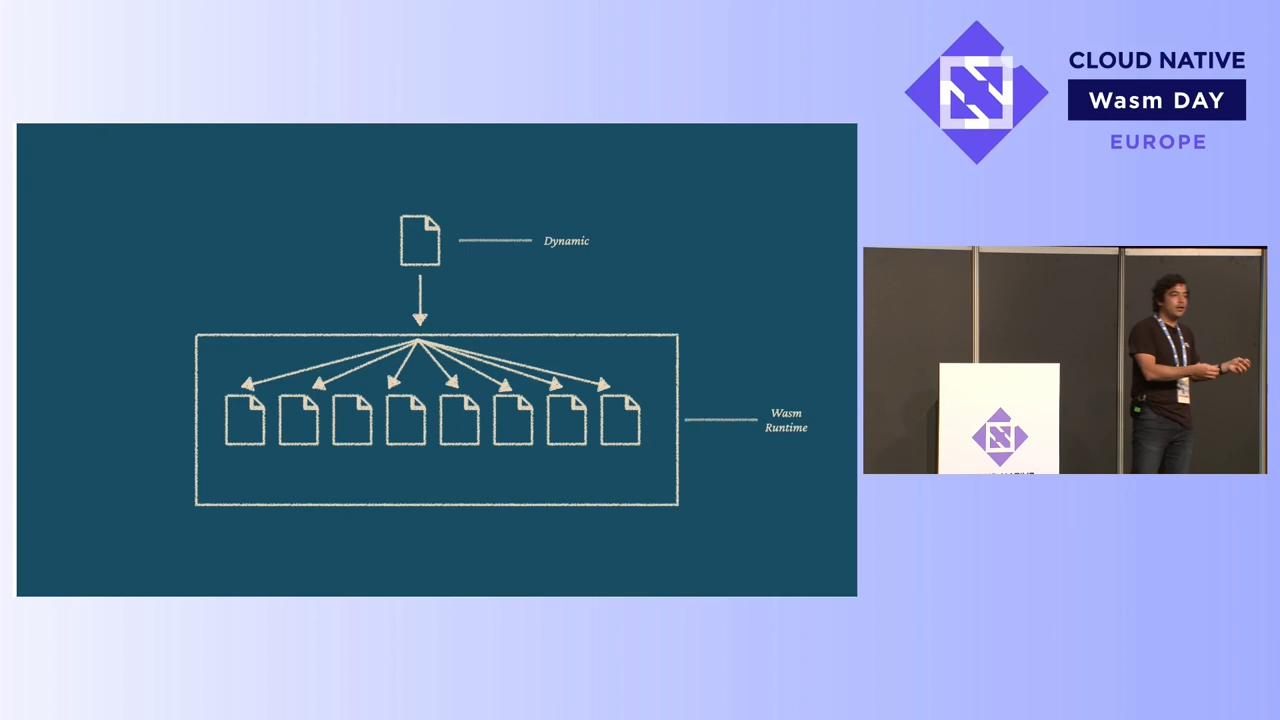 CLOUD NATIVE
Wasm DAY
EUROPE
Dynamic
Wasm
Runtime